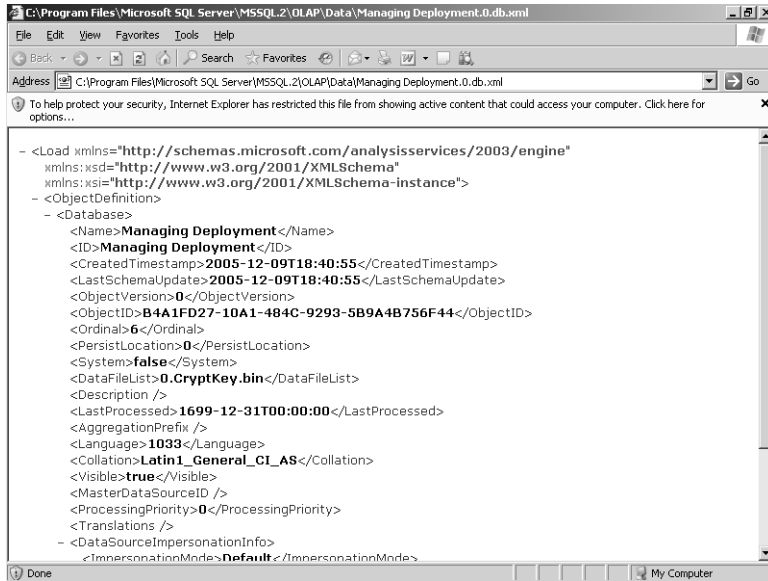 C:\Program Files\Microsoft SQL Server\MSSQL.2\OLAP\Data\Managing Deployment.0.db.xml
File Edit View Favorites Tools Help
Back Search Favorites
Address C:\Program Files\Microsoft SQL Server\MSSQL.2\OLAP\Data\Managing Deployment.0.db.xml Go
To help protect your security, Internet Explorer has restricted this file from showing active content that could access your computer. Click here for
options...
- <Load xmlns="http://schemas.microsoft.com/analysisservices/2003/engine"
xmlns:xsd="http://www.w3.org/2001/XMLSchema"
xmlns:xsi="http://www.w3.org/2001/XMLSchema-instance">
- <ObjectDefinition>
- <Database>
<Name>Managing Deployment</Name>
<ID>Managing Deployment</ID>
<CreatedTimestamp>2005-12-09T18:40:55</CreatedTimestamp>
<LastSchemaUpdate>2005-12-09T18:40:55</LastSchemaUpdate>
<ObjectVersion>0</ObjectVersion>
<ObjectID>B4A1FD27-10A1-484C-9293-5B9A4B756F44</ObjectID>
<Ordinal>6</Ordinal>
<PersistLocation>0</PersistLocation>
<System>false</System>
<DataFileList>0.CryptKey.bin</DataFileList>
<Description />
<LastProcessed>1699-12-31T00:00:00</LastProcessed>
<AggregationPrefix />
<Language>1033</Language>
<Collation>Latin1_General_CI_AS</Collation>
<Visible>true</Visible>
<MasterDataSourceID />
<ProcessingPriority>0</ProcessingPriority>
<Translations />
- <DataSourceImpersonationInfo>
<ImpersonationMode>Default</ImpersonationMode>
Done My Computer